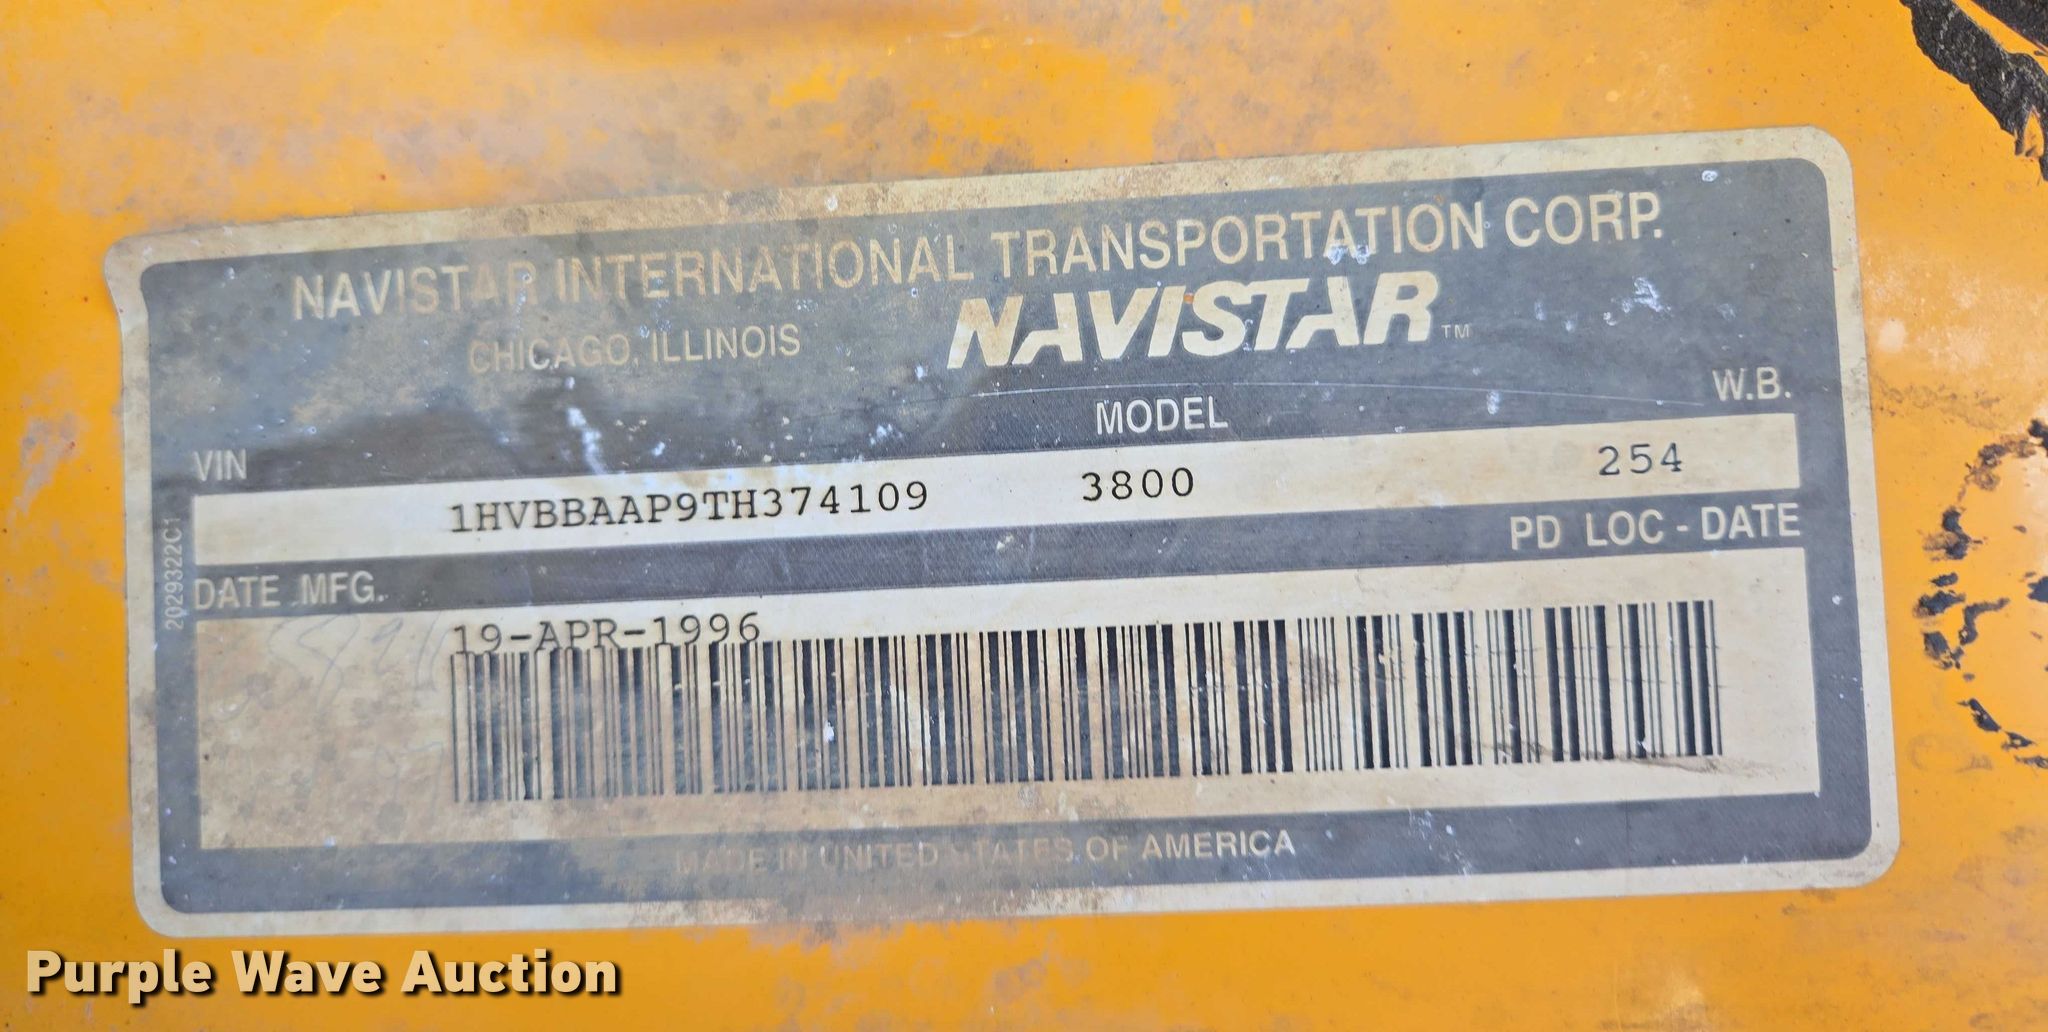 NAVISTAR INTERNATIONAL TRANSPORTATION CORP.
CHICAGO, ILLINOIS
NAVISTAR™
VIN MODEL W.B.
1HVBBAAP9TH374109 3800 254
DATE MFG. PD LOC - DATE
19-APR-1996
MADE IN UNITED STATES OF AMERICA
2029322C1
Purple Wave Auction